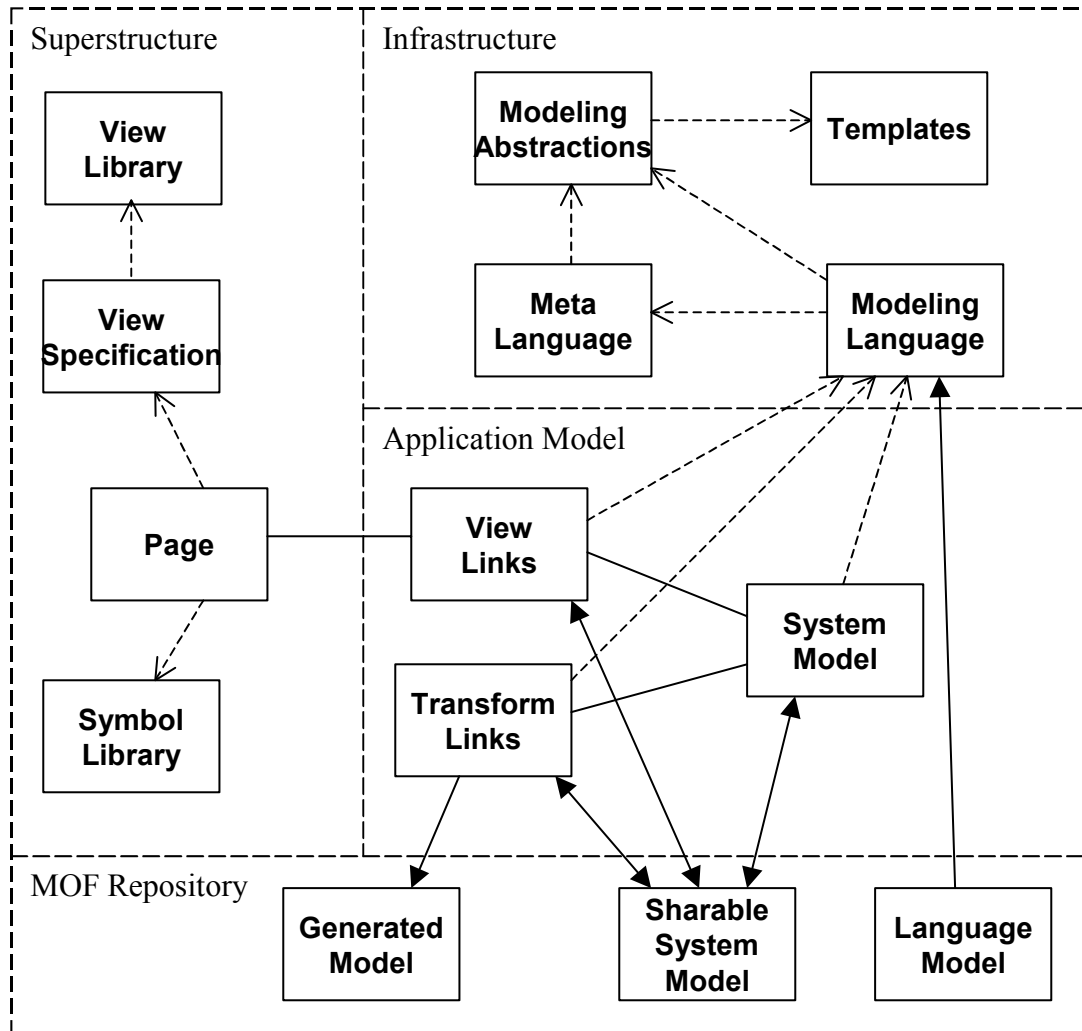 Superstructure
View
Library
View
Specification
Page
Symbol
Library
Infrastructure
Modeling
Abstractions
Templates
Meta
Language
Modeling
Language
Application Model
View
Links
System
Model
Transform
Links
MOF Repository
Generated
Model
Sharable
System
Model
Language
Model